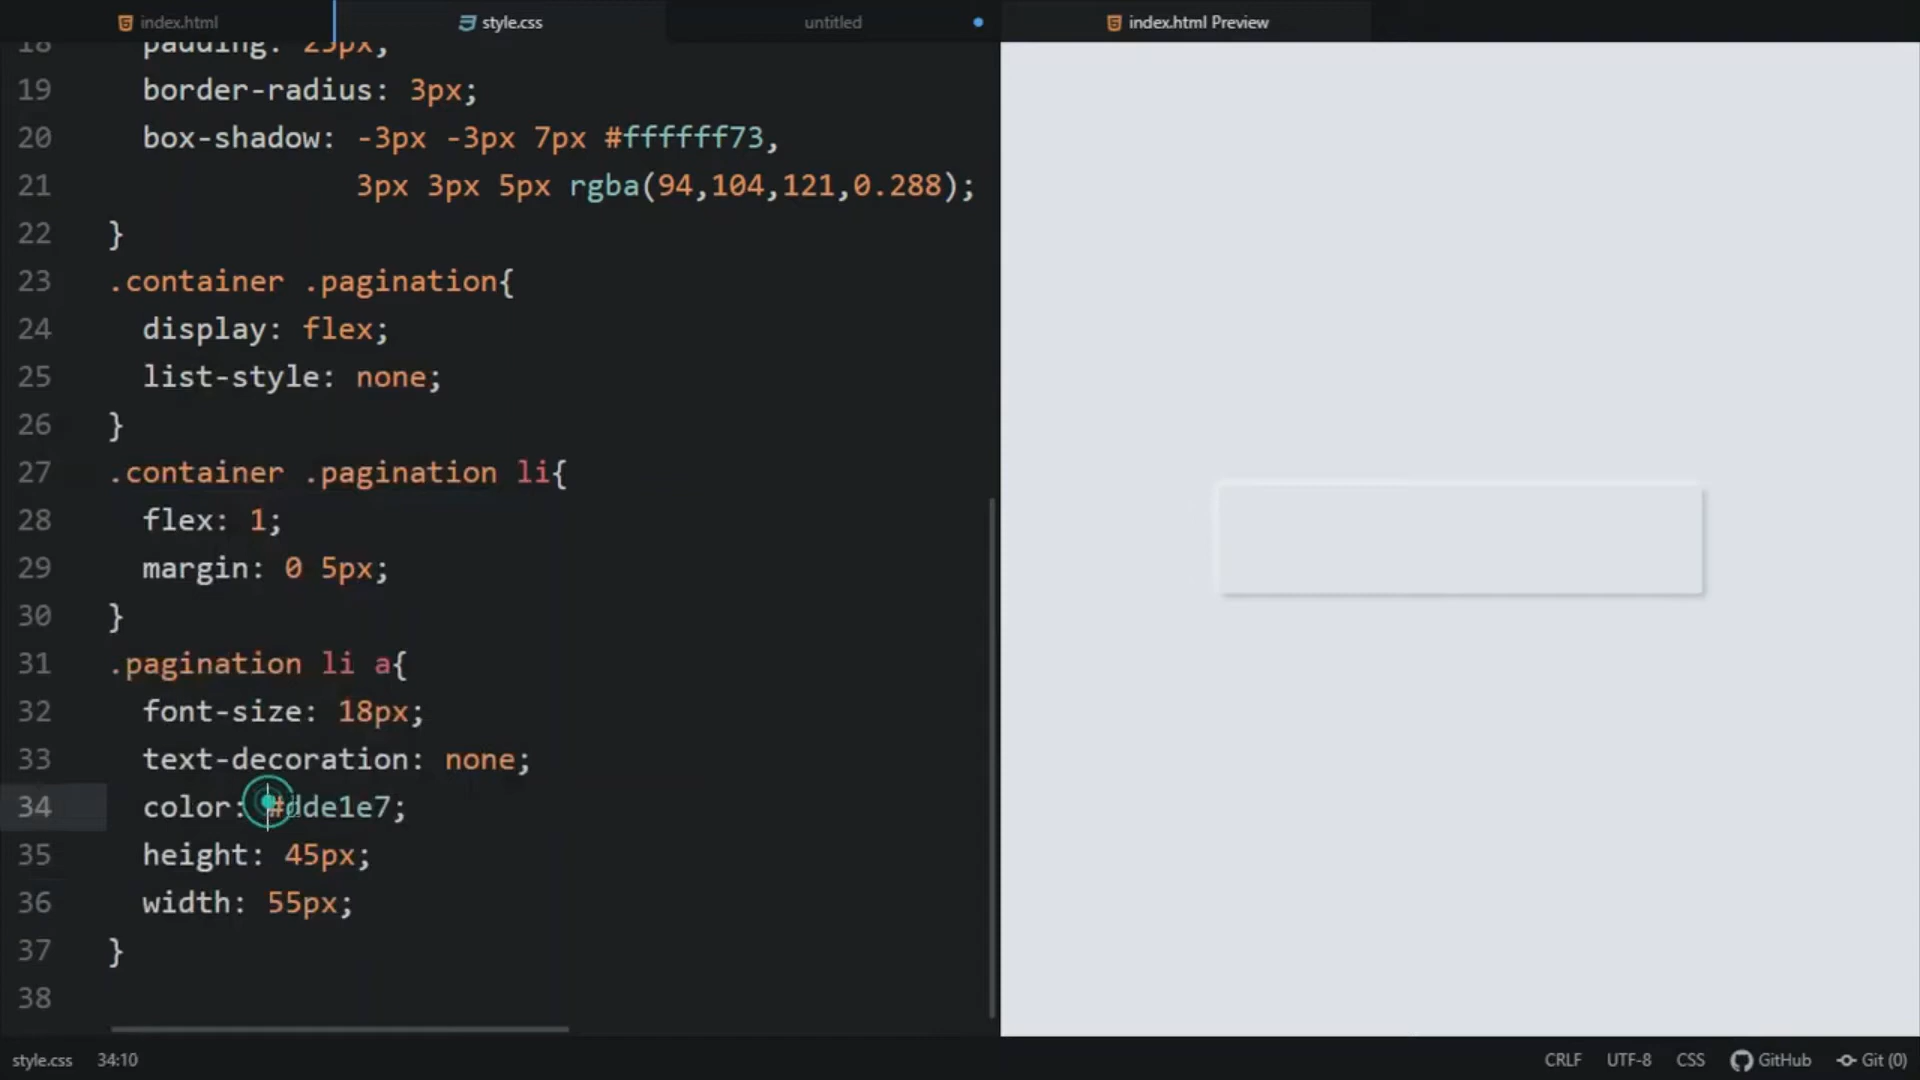 index.html
style.css
untitled
index.html Preview
18 padding: 25px;
19 border-radius: 3px;
20 box-shadow: -3px -3px 7px #ffffff73,
21 3px 3px 5px rgba(94,104,121,0.288);
22 }
23 .container .pagination{
24 display: flex;
25 list-style: none;
26 }
27 .container .pagination li{
28 flex: 1;
29 margin: 0 5px;
30 }
31 .pagination li a{
32 font-size: 18px;
33 text-decoration: none;
34 color: #dde1e7;
35 height: 45px;
36 width: 55px;
37 }
38
style.css 34:10 CRLF UTF-8 CSS GitHub Git (0)